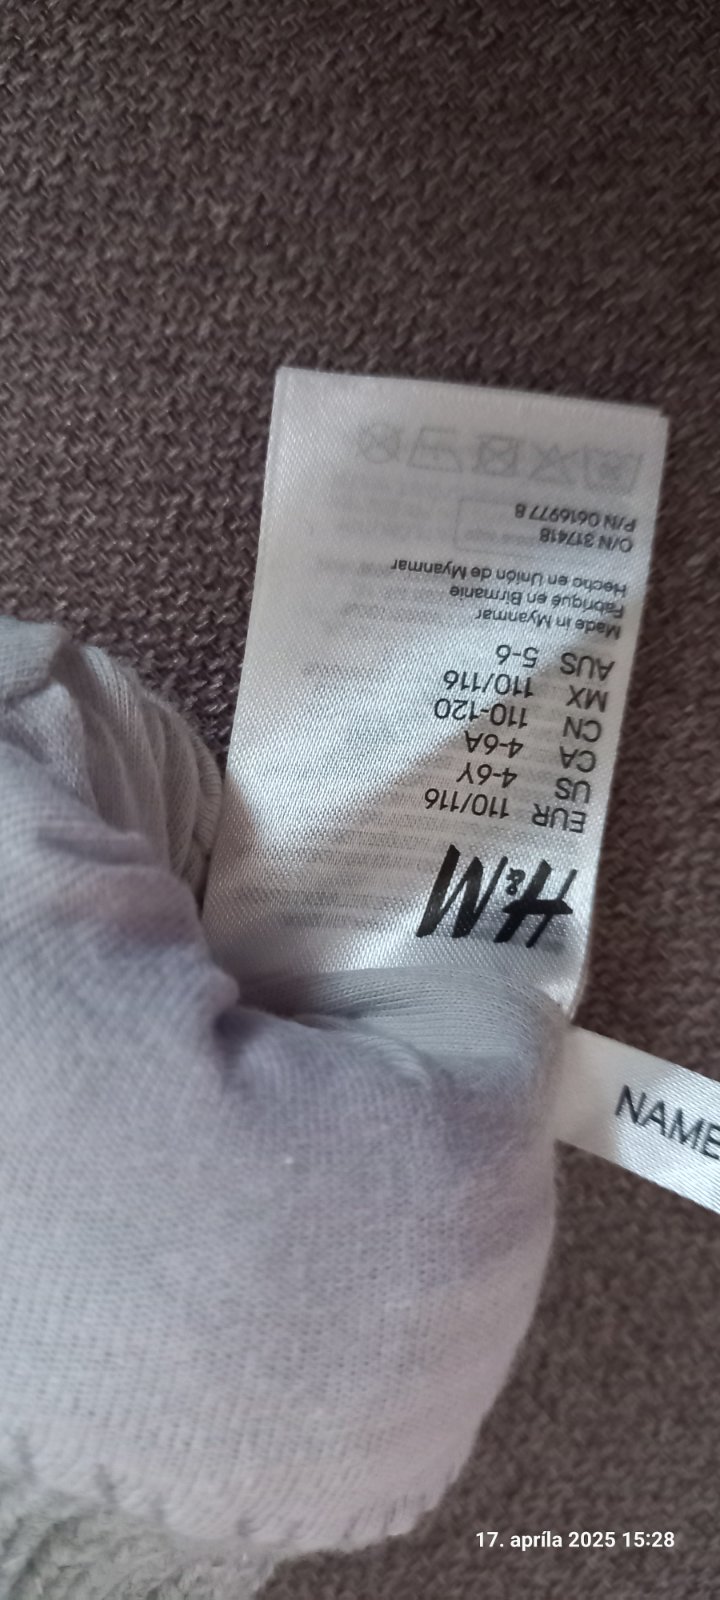 H&M
EUR 110/116
US 4-6Y
CA 4-6A
CN 110-120
MX 110/116
AUS 5-6
Made in Myanmar
Fabriqué en Birmanie
Hecho en Unión de Myanmar
O/N 317418
P/N 0616977 8
NAME
17. apríla 2025 15:28